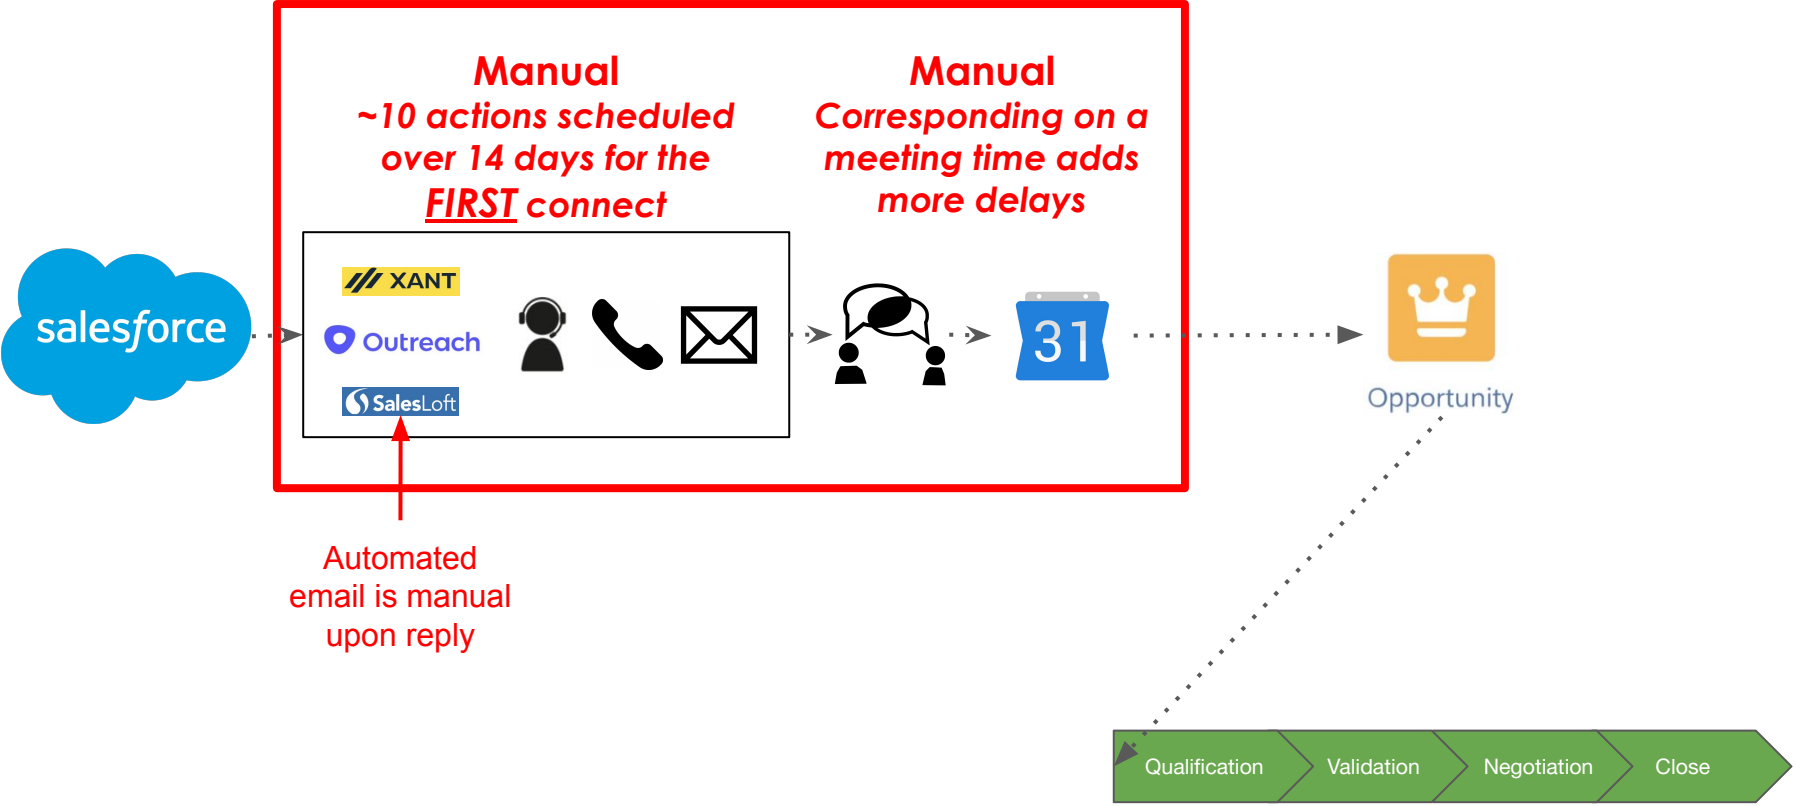 Manual
~10 actions scheduled
over 14 days for the
FIRST connect
Manual
Corresponding on a
meeting time adds
more delays
salesforce
XANT
Outreach
SalesLoft
31
Opportunity
Automated
email is manual
upon reply
Qualification
Validation
Negotiation
Close